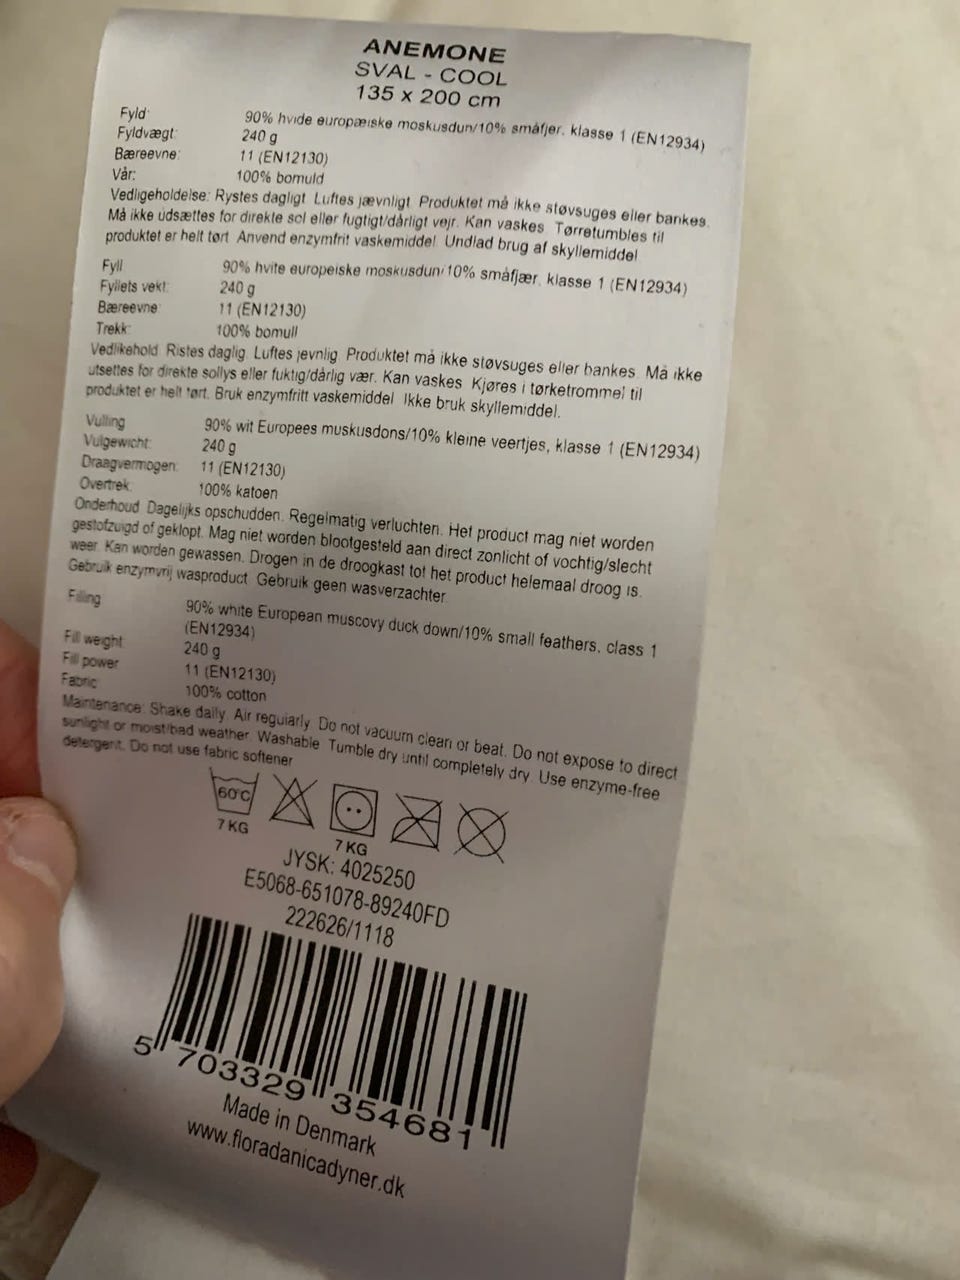 ANEMONE
SVAL - COOL
135 x 200 cm
Fyld: 90% hvide europæiske moskusdun/10% småfjer, klasse 1 (EN12934)
Fyldvægt: 240 g
Bæreevne: 11 (EN12130)
Vår: 100% bomuld
Vedligeholdelse: Rystes dagligt. Luftes jævnligt. Produktet må ikke støvsuges eller bankes.
Må ikke udsættes for direkte sol eller fugtigt/dårligt vejr. Kan vaskes. Tørretumbles til
produktet er helt tørt. Anvend enzymfrit vaskemiddel. Undlad brug af skyllemiddel.
Fyll 90% hvite europeiske moskusdun/10% småfjær, klasse 1 (EN12934)
Fyllets vekt: 240 g
Bæreevne: 11 (EN12130)
Trekk: 100% bomull
Vedlikehold. Ristes daglig. Luftes jevnlig. Produktet må ikke støvsuges eller bankes. Må ikke
utsettes for direkte sollys eller fuktig/dårlig vær. Kan vaskes. Kjøres i tørketrommel til
produktet er helt tørt. Bruk enzymfritt vaskemiddel. Ikke bruk skyllemiddel.
Vulling 90% wit Europees muskusdons/10% kleine veertjes, klasse 1 (EN12934)
Vulgewicht: 240 g
Draagvermogen: 11 (EN12130)
Overtrek: 100% katoen
Onderhoud. Dagelijks opschudden. Regelmatig verluchten. Het product mag niet worden
gestofzuigd of geklopt. Mag niet worden blootgesteld aan direct zonlicht of vochtig/slecht
weer. Kan worden gewassen. Drogen in de droogkast tot het product helemaal droog is.
Gebruik enzymvrij wasproduct. Gebruik geen wasverzachter.
Filling 90% white European muscovy duck down/10% small feathers, class 1
(EN12934)
Fill weight 240 g
Fill power 11 (EN12130)
Fabric 100% cotton
Maintenance: Shake daily. Air regularly. Do not vacuum clean or beat. Do not expose to direct
sunlight or moist/bad weather. Washable. Tumble dry until completely dry. Use enzyme-free
detergent. Do not use fabric softener
60°C
7 KG
7 KG
JYSK: 4025250
E5068-651078-89240FD
222626/1118
5 703329 354681
Made in Denmark
www.floradanicadyner.dk